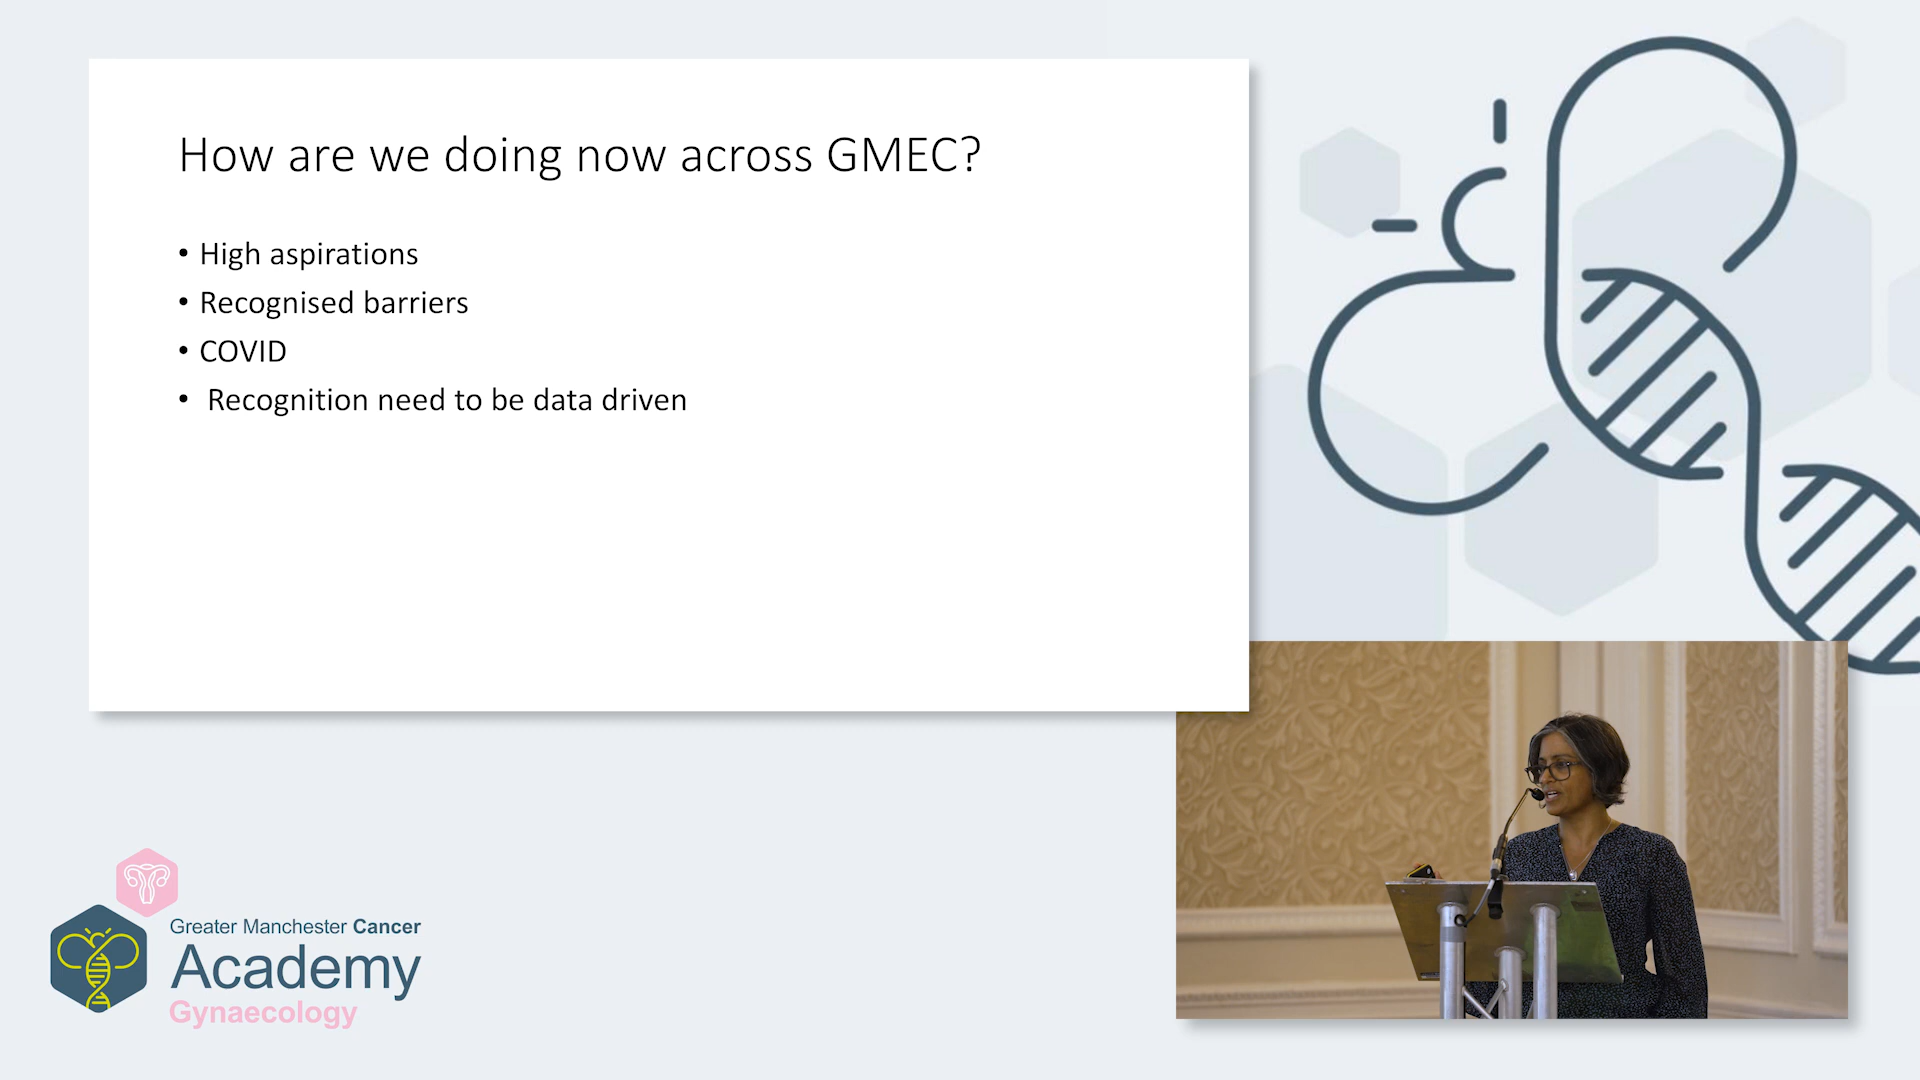 How are we doing now across GMEC?
• High aspirations
• Recognised barriers
• COVID
• Recognition need to be data driven
Greater Manchester Cancer
Academy
Gynaecology